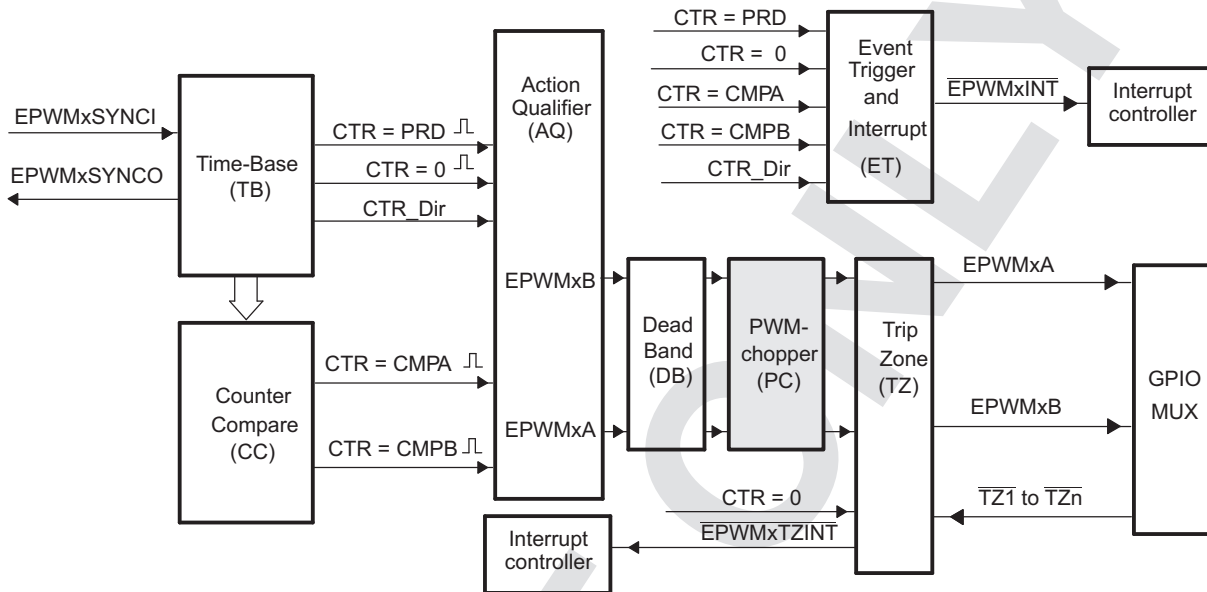 EPWMxSYNCI
EPWMxSYNCO
Time-Base
(TB)
CTR = PRD
CTR = 0
CTR_Dir
Counter
Compare
(CC)
CTR = CMPA
CTR = CMPB
Action
Qualifier
(AQ)
EPWMxB
EPWMxA
CTR = PRD
CTR = 0
CTR = CMPA
CTR = CMPB
CTR_Dir
Event
Trigger
and
Interrupt
(ET)
EPWMxINT
Interrupt
controller
Dead
Band
(DB)
PWM-
chopper
(PC)
Trip
Zone
(TZ)
EPWMxA
EPWMxB
TZ1 to TZn
GPIO
MUX
CTR = 0
EPWMxTZINT
Interrupt
controller
ONLY